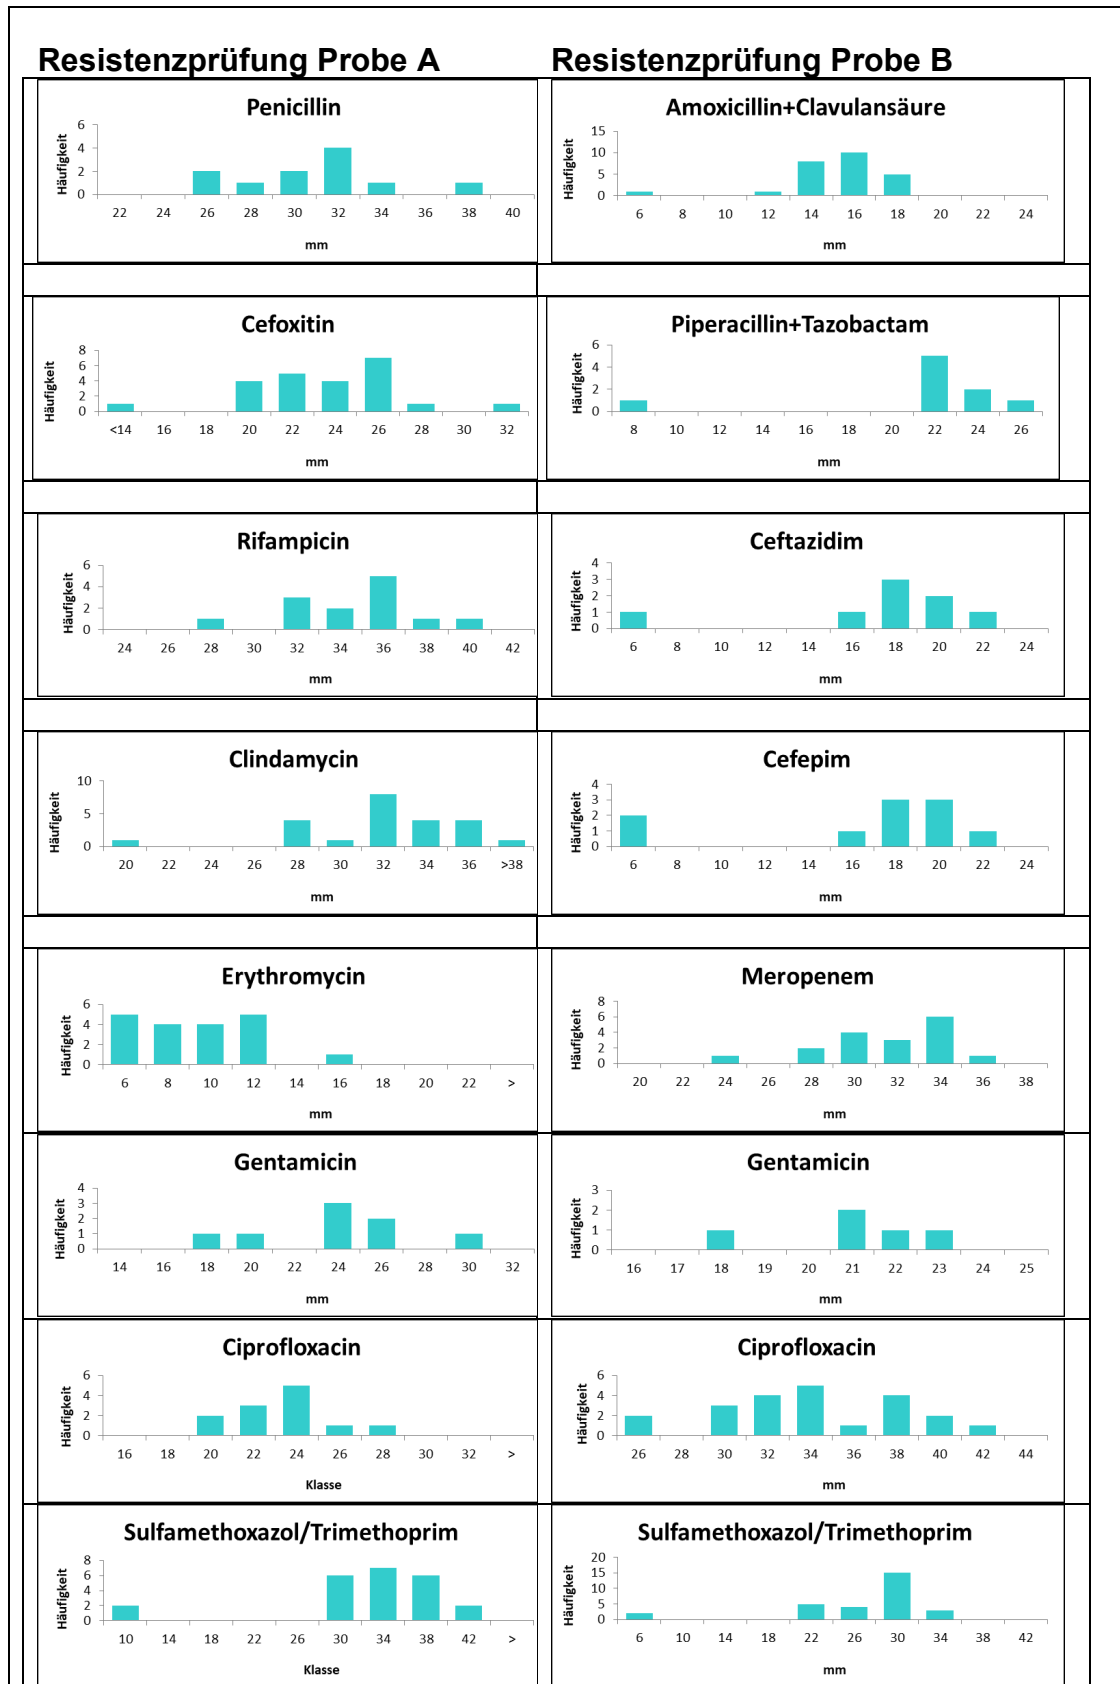 Resistenzprüfung Probe A
Resistenzprüfung Probe B
Penicillin
Häufigkeit
6
4
2
0
22 24 26 28 30 32 34 36 38 40
mm
Amoxicillin+Clavulansäure
Häufigkeit
15
10
5
0
6 8 10 12 14 16 18 20 22 24
mm
Cefoxitin
Häufigkeit
8
6
4
2
0
<14 16 18 20 22 24 26 28 30 32
mm
Piperacillin+Tazobactam
Häufigkeit
6
4
2
0
8 10 12 14 16 18 20 22 24 26
mm
Rifampicin
Häufigkeit
6
4
2
0
24 26 28 30 32 34 36 38 40 42
mm
Ceftazidim
Häufigkeit
4
3
2
1
0
6 8 10 12 14 16 18 20 22 24
mm
Clindamycin
Häufigkeit
10
5
0
20 22 24 26 28 30 32 34 36 >38
mm
Cefepim
Häufigkeit
4
3
2
1
0
6 8 10 12 14 16 18 20 22 24
mm
Erythromycin
Häufigkeit
6
4
2
0
6 8 10 12 14 16 18 20 22 >
mm
Meropenem
Häufigkeit
8
6
4
2
0
20 22 24 26 28 30 32 34 36 38
mm
Gentamicin
Häufigkeit
4
3
2
1
0
14 16 18 20 22 24 26 28 30 32
mm
Gentamicin
Häufigkeit
3
2
1
0
16 17 18 19 20 21 22 23 24 25
mm
Ciprofloxacin
Häufigkeit
6
4
2
0
16 18 20 22 24 26 28 30 32 >
Klasse
Ciprofloxacin
Häufigkeit
6
4
2
0
26 28 30 32 34 36 38 40 42 44
mm
Sulfamethoxazol/Trimethoprim
Häufigkeit
8
6
4
2
0
10 14 18 22 26 30 34 38 42 >
Klasse
Sulfamethoxazol/Trimethoprim
Häufigkeit
20
15
10
5
0
6 10 14 18 22 26 30 34 38 42
mm